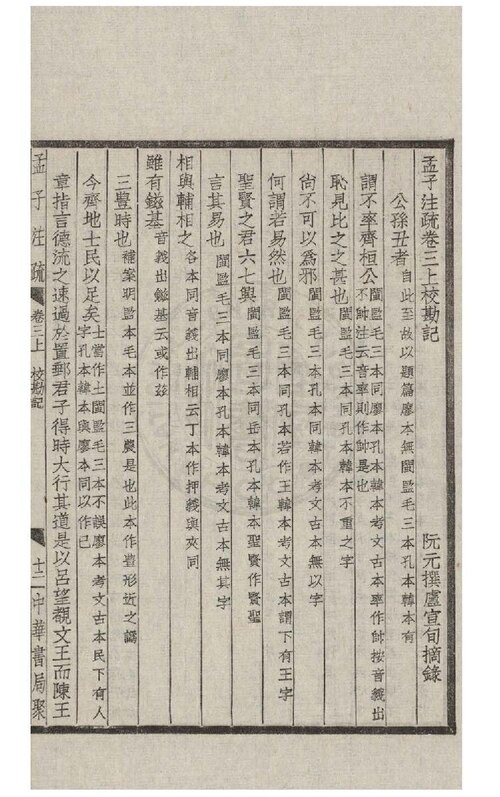 孟子注疏卷三上校勘記
阮元撰盧宣旬摘錄
公孫丑者自此至故以題篇廖本無閩監毛三本孔本韓本有
謂不率齊桓公閩監毛三本同廖本孔本韓本考文古本率作帥按音義出
不帥注云音率則作帥是也
恥見比之之甚也閩監毛三本同孔本韓本不重之字
尚不可以為邪閩監毛三本同廖本孔本韓本考文古本無以字
何謂若易然也閩監毛三本同廖本孔本若作王韓本考文古本謂下有王字
聖賢之君六七興閩監毛三本同岳本孔本韓本聖賢作賢聖
言其易也閩監毛三本同廖本孔本韓本考文古本無其字
相與輔相之各本同音義出輔相云丁本作押義與夾同
雖有鎡基音義出鎡基云或作茲
三豐時也補案明監本毛本並作三農是也此本作豐形近之譌
今齊地士民以足矣士當作土閩監毛三本不誤廖本考文古本民下有人
字孔本韓本與廖本同以作已
章指言德流之速過於置郵君子得時大行其道是以呂望覩文王而陳王
孟子注疏 卷三上 校勘記
十二 中華書局聚